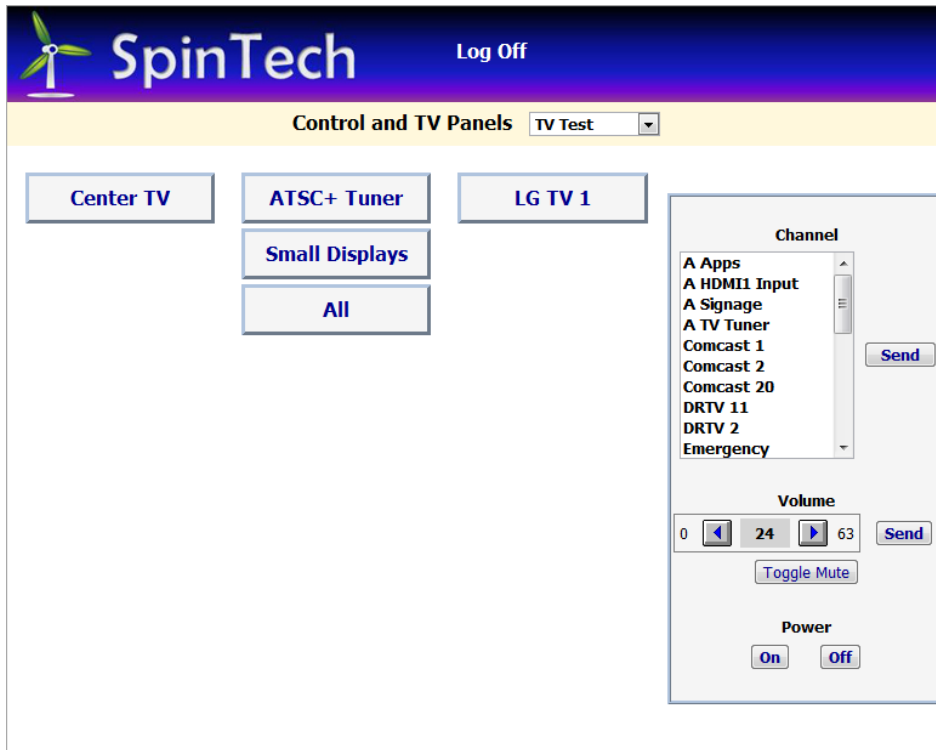 SpinTech
Log Off
Control and TV Panels TV Test
Center TV ATSC+ Tuner LG TV 1
Small Displays
All
Channel
A Apps
A HDMI1 Input
A Signage
A TV Tuner
Comcast 1
Comcast 2
Comcast 20
DRTV 11
DRTV 2
Emergency
Send
Volume
0 24 63 Send
Toggle Mute
Power
On Off